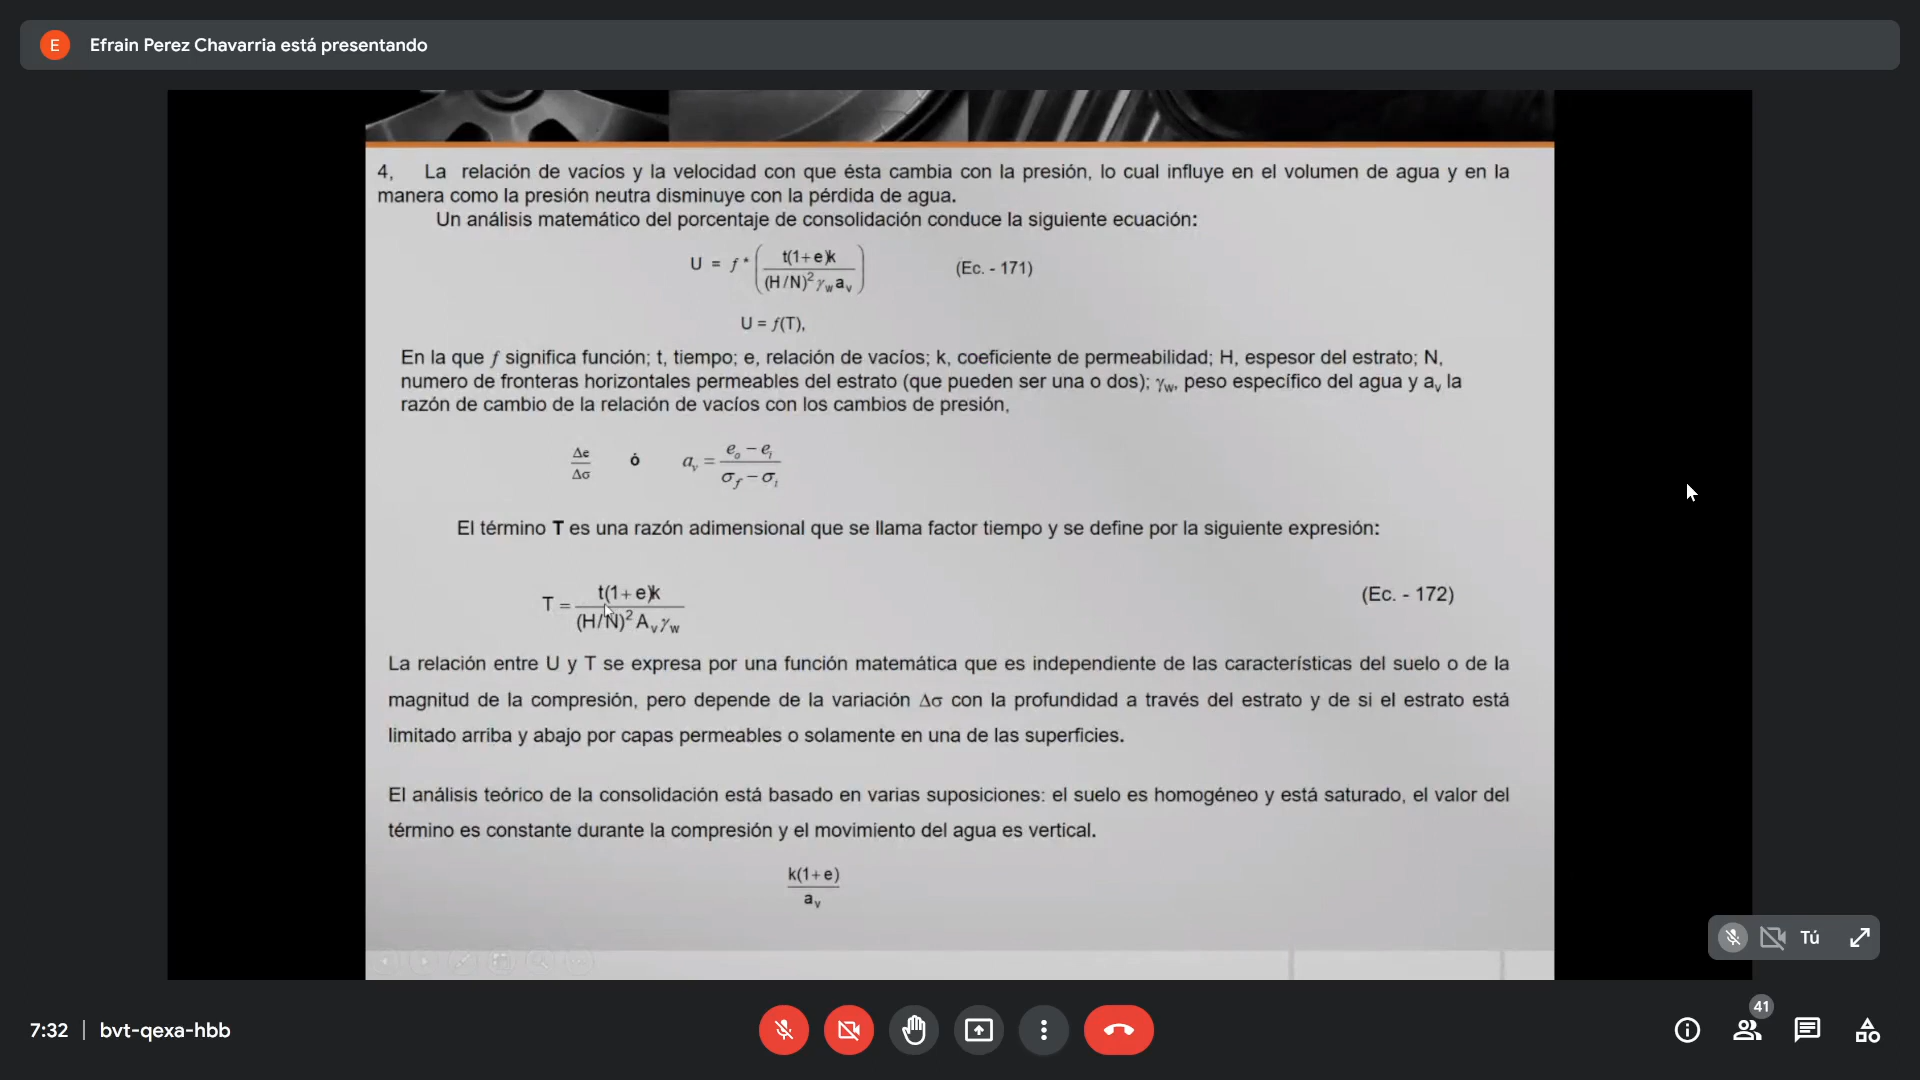 E Efrain Perez Chavarria está presentando
4, La relación de vacíos y la velocidad con que ésta cambia con la presión, lo cual influye en el volumen de agua y en la
manera como la presión neutra disminuye con la pérdida de agua.
Un análisis matemático del porcentaje de consolidación conduce la siguiente ecuación:
U = f * ( t(1+e)k / (H/N)² γw av ) (Ec. - 171)
U = f(T),
En la que f significa función; t, tiempo; e, relación de vacíos; k, coeficiente de permeabilidad; H, espesor del estrato; N,
numero de fronteras horizontales permeables del estrato (que pueden ser una o dos); γw, peso específico del agua y av la
razón de cambio de la relación de vacíos con los cambios de presión,
Δe / Δσ ó av = eo − ei / σf − σi
El término T es una razón adimensional que se llama factor tiempo y se define por la siguiente expresión:
T = t(1+e)k / (H/N)² Av γw (Ec. - 172)
La relación entre U y T se expresa por una función matemática que es independiente de las características del suelo o de la
magnitud de la compresión, pero depende de la variación Δσ con la profundidad a través del estrato y de si el estrato está
limitado arriba y abajo por capas permeables o solamente en una de las superficies.
El análisis teórico de la consolidación está basado en varias suposiciones: el suelo es homogéneo y está saturado, el valor del
término es constante durante la compresión y el movimiento del agua es vertical.
k(1+e) / av
Tú
7:32 | bvt-qexa-hbb
41